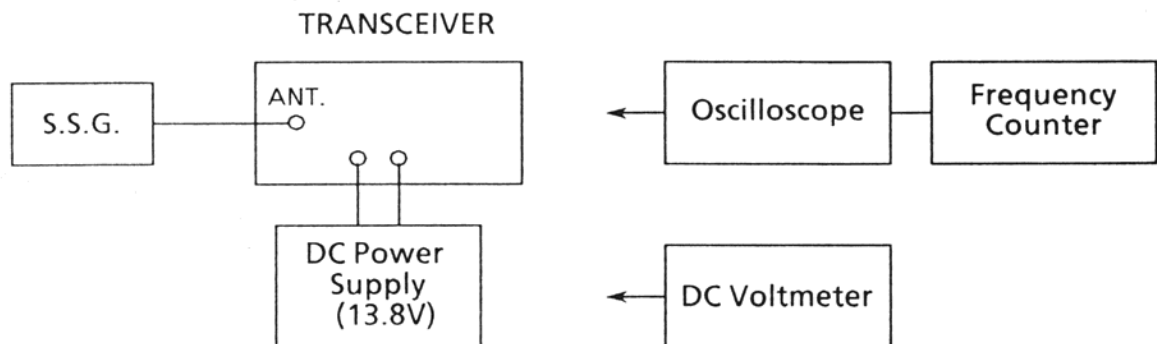 TRANSCEIVER
S.S.G.
ANT.
Oscilloscope
Frequency
Counter
DC Power
Supply
(13.8V)
DC Voltmeter